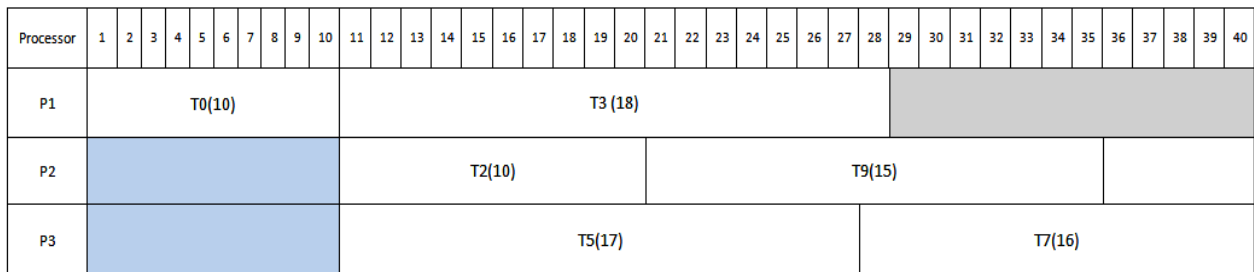 Processor 1 2 3 4 5 6 7 8 9 10 11 12 13 14 15 16 17 18 19 20 21 22 23 24 25 26 27 28 29 30 31 32 33 34 35 36 37 38 39 40
P1 T0(10) T3 (18)
P2 T2(10) T9(15)
P3 T5(17) T7(16)